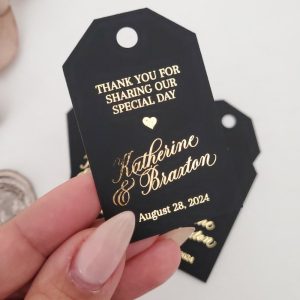 THANK YOU FOR
SHARING OUR
SPECIAL DAY
Katherine
& Braxton
August 28, 2024